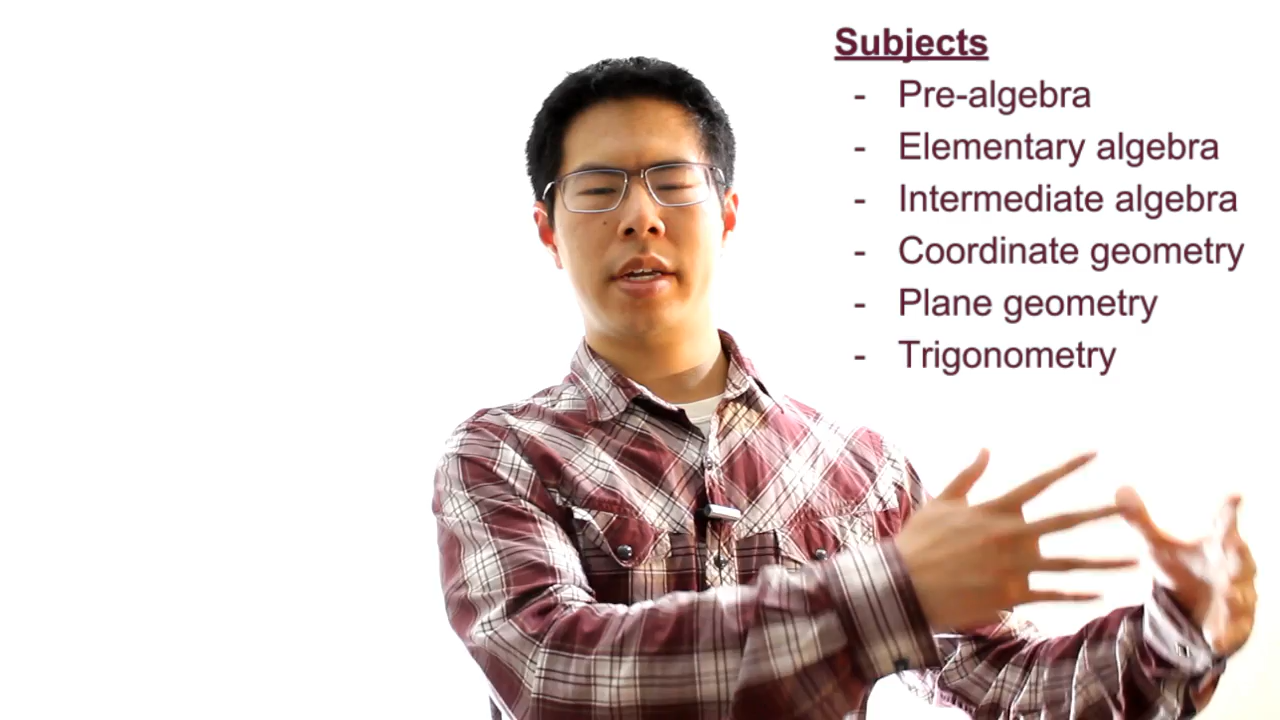 Subjects
- Pre-algebra
- Elementary algebra
- Intermediate algebra
- Coordinate geometry
- Plane geometry
- Trigonometry